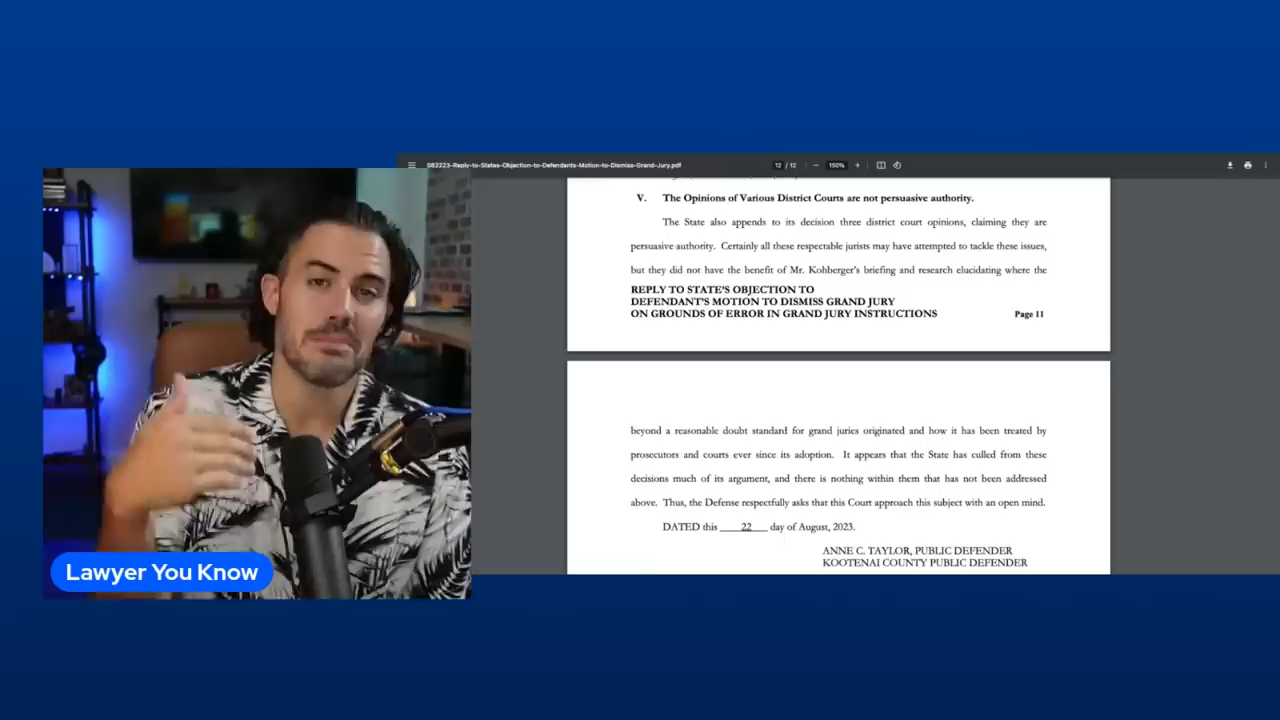 082223-Reply-to-States-Objection-to-Defendants-Motion-to-Dismiss-Grand-Jury.pdf
12 / 12
150%
V. The Opinions of Various District Courts are not persuasive authority.
The State also appends to its decision three district court opinions, claiming they are
persuasive authority. Certainly all these respectable jurists may have attempted to tackle these issues,
but they did not have the benefit of Mr. Kohberger's briefing and research elucidating where the
REPLY TO STATE'S OBJECTION TO
DEFENDANT'S MOTION TO DISMISS GRAND JURY
ON GROUNDS OF ERROR IN GRAND JURY INSTRUCTIONS Page 11
beyond a reasonable doubt standard for grand juries originated and how it has been treated by
prosecutors and courts ever since its adoption. It appears that the State has culled from these
decisions much of its argument, and there is nothing within them that has not been addressed
above. Thus, the Defense respectfully asks that this Court approach this subject with an open mind.
DATED this 22 day of August, 2023.
ANNE C. TAYLOR, PUBLIC DEFENDER
KOOTENAI COUNTY PUBLIC DEFENDER
Lawyer You Know